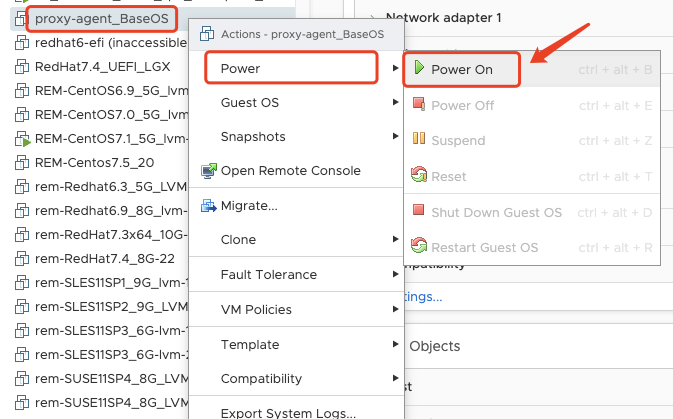 proxy-agent_BaseOS
redhat6-efi (inaccessible
RedHat7.4_UEFI_LGX
REM-CentOS6.9_5G_lvm-
REM-CentOS7.0_5G_lvm-
REM-CentOS7.1_5G_lvm-
REM-Centos7.5_20
rem-Redhat6.3_5G_LVM
rem-Redhat6.9_8G_lvm-
rem-Redhat7.3x64_10G-
rem-Redhat7.4_8G-22
rem-SLES11SP1_9G_lvm-1
rem-SLES11SP2_9G_LVM
rem-SLES11SP3_6G-lvm-1
rem-SLES11SP3_6G-lvm-2
rem-SUSE11SP4_8G_LVM
rem-SUSE11SP4_8G_LVM
Actions - proxy-agent_BaseOS
Power
Guest OS
Snapshots
Open Remote Console
Migrate...
Clone
Fault Tolerance
VM Policies
Template
Compatibility
Export System Logs...
Network adapter 1
Power On ctrl + alt + B
Power Off ctrl + alt + E
Suspend ctrl + alt + Z
Reset ctrl + alt + T
Shut Down Guest OS ctrl + alt + D
Restart Guest OS ctrl + alt + R
tings...
Objects